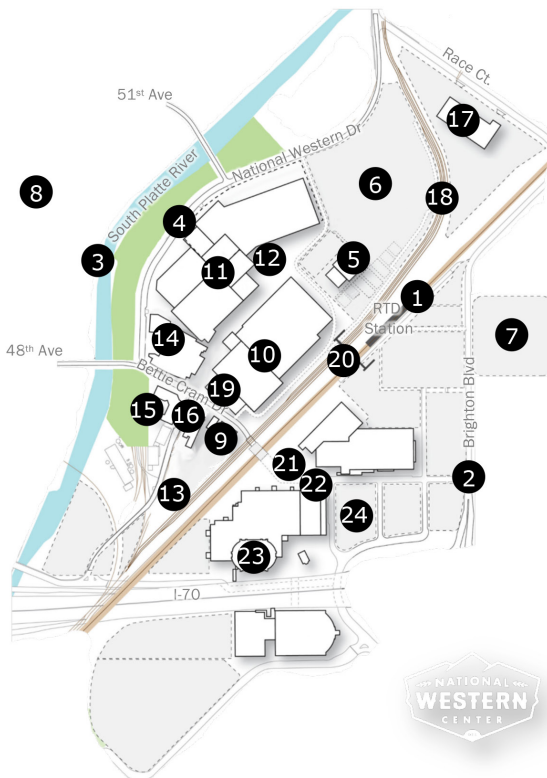 Race Ct.
17
51st Ave
National Western Dr
South Platte River
8
6
18
4
3
12
5
11
1
RTD
Station
7
14
10
20
48th Ave
Bettie Cram Dr
Brighton Blvd
19
15
16
9
21
22
2
13
24
23
I-70
NATIONAL
WESTERN
CENTER